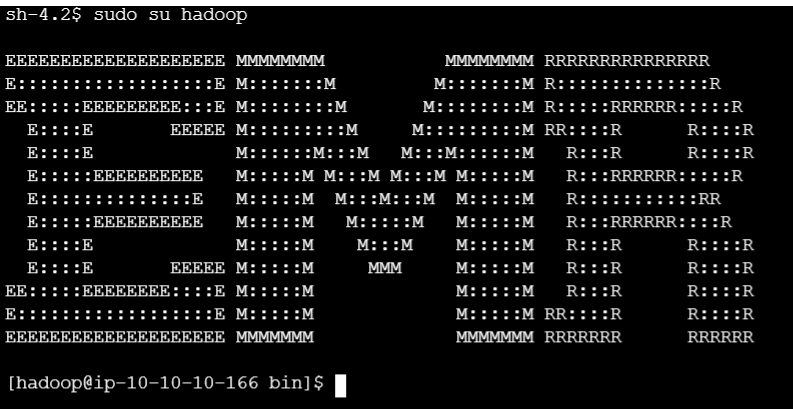 sh-4.2$ sudo su hadoop
EEEEEEEEEEEEEEEEEEEE MMMMMMMM           MMMMMMMM RRRRRRRRRRRRRRR
E::::::::::::::::::E M:::::::M         M:::::::M R::::::::::::::R
EE:::::EEEEEEEEE:::E M::::::::M       M::::::::M R:::::RRRRRR:::::R
  E::::E       EEEEE M:::::::::M     M:::::::::M RR::::R      R::::R
  E::::E             M::::::M:::M   M:::M::::::M   R:::R      R::::R
  E:::::EEEEEEEEEE   M:::::M M:::M M:::M M:::::M   R:::RRRRRR:::::R
  E::::::::::::::E   M:::::M  M:::M:::M  M:::::M   R:::::::::::RR
  E:::::EEEEEEEEEE   M:::::M   M:::::M   M:::::M   R:::RRRRRR::::R
  E::::E             M:::::M    M:::M    M:::::M   R:::R      R::::R
  E::::E       EEEEE M:::::M     MMM     M:::::M   R:::R      R::::R
EE:::::EEEEEEEE::::E M:::::M             M:::::M   R:::R      R::::R
E::::::::::::::::::E M:::::M             M:::::M RR::::R      R::::R
EEEEEEEEEEEEEEEEEEEE MMMMMMM             MMMMMMM RRRRRRR      RRRRRR
[hadoop@ip-10-10-10-166 bin]$